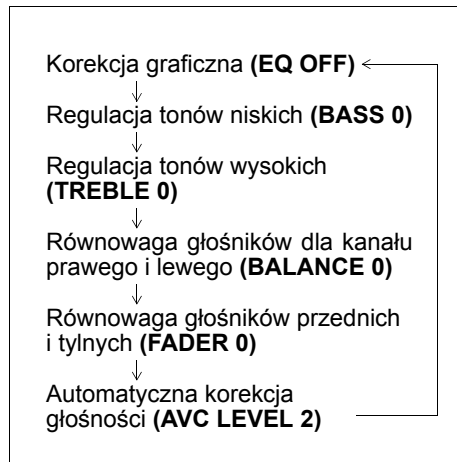 Korekcja graficzna (EQ OFF)
Regulacja tonów niskich (BASS 0)
Regulacja tonów wysokich
(TREBLE 0)
Równowaga głośników dla kanału
prawego i lewego (BALANCE 0)
Równowaga głośników przednich
i tylnych (FADER 0)
Automatyczna korekcja
głośności (AVC LEVEL 2)